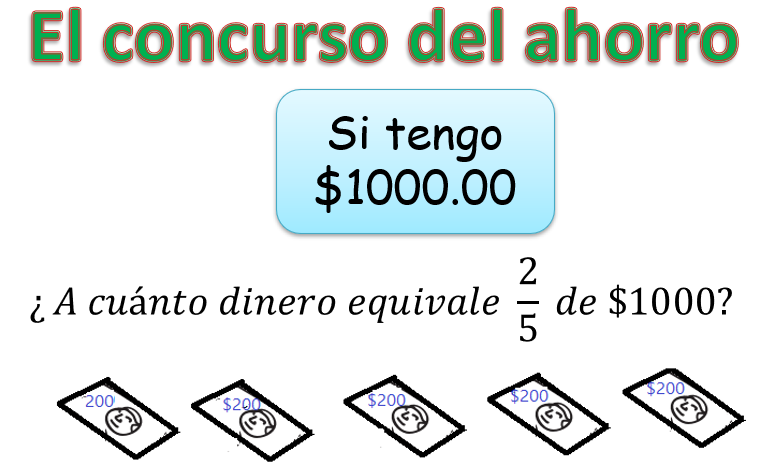 El concurso del ahorro
Si tengo
$1000.00
¿ A cuánto dinero equivale 2/5 de $1000?
200 $200 $200 $200 $200